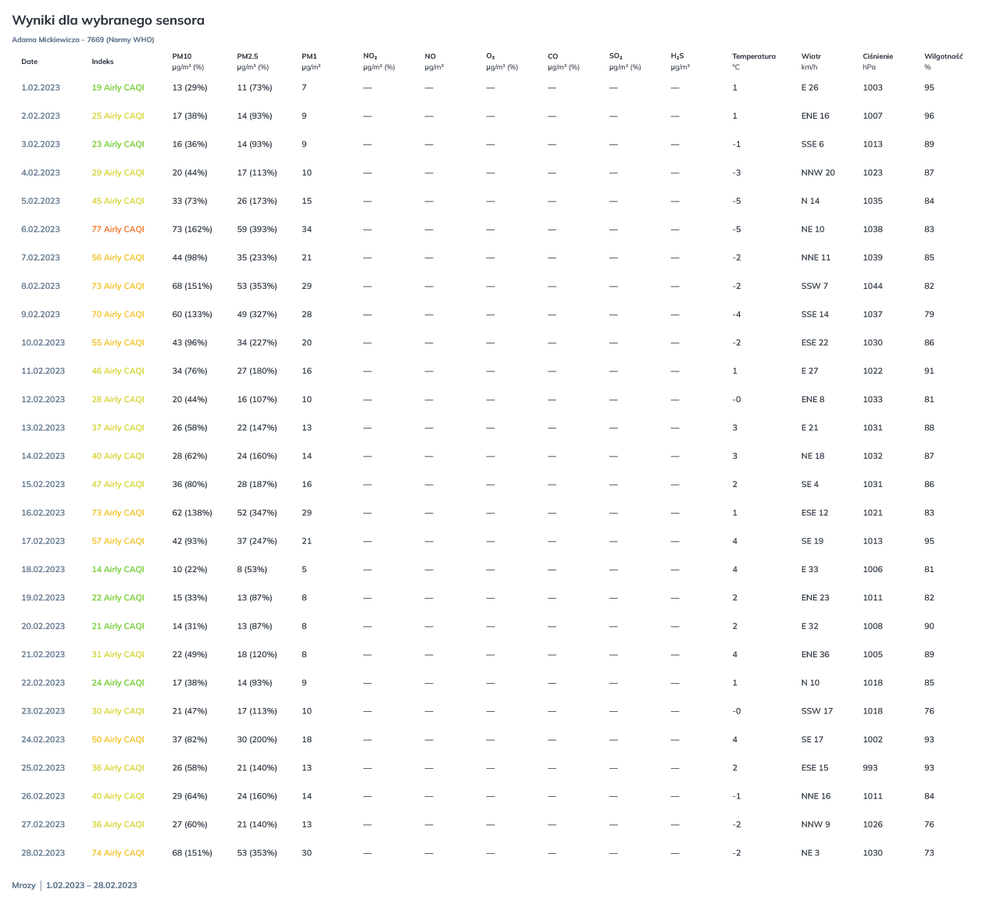 Wyniki dla wybranego sensora
Adama Mickiewicza – 7669 (Normy WHO)
Date Indeks PM10 PM2.5 PM1 NO₂ NO O₃ CO SO₂ H₂S Temperatura Wiatr Ciśnienie Wilgotność
µg/m³ (%) µg/m³ (%) µg/m³ µg/m³ (%) µg/m³ µg/m³ (%) µg/m³ (%) µg/m³ (%) µg/m³ °C km/h hPa %
1.02.2023 19 Airly CAQI 13 (29%) 11 (73%) 7 — — — — — — 1 E 26 1003 95
2.02.2023 25 Airly CAQI 17 (38%) 14 (93%) 9 — — — — — — 1 ENE 16 1007 96
3.02.2023 23 Airly CAQI 16 (36%) 14 (93%) 9 — — — — — — -1 SSE 6 1013 89
4.02.2023 29 Airly CAQI 20 (44%) 17 (113%) 10 — — — — — — -3 NNW 20 1023 87
5.02.2023 45 Airly CAQI 33 (73%) 26 (173%) 15 — — — — — — -5 N 14 1035 84
6.02.2023 77 Airly CAQI 73 (162%) 59 (393%) 34 — — — — — — -5 NE 10 1038 83
7.02.2023 56 Airly CAQI 44 (98%) 35 (233%) 21 — — — — — — -2 NNE 11 1039 85
8.02.2023 73 Airly CAQI 68 (151%) 53 (353%) 29 — — — — — — -2 SSW 7 1044 82
9.02.2023 70 Airly CAQI 60 (133%) 49 (327%) 28 — — — — — — -4 SSE 14 1037 79
10.02.2023 55 Airly CAQI 43 (96%) 34 (227%) 20 — — — — — — -2 ESE 22 1030 86
11.02.2023 46 Airly CAQI 34 (76%) 27 (180%) 16 — — — — — — 1 E 27 1022 91
12.02.2023 28 Airly CAQI 20 (44%) 16 (107%) 10 — — — — — — -0 ENE 8 1033 81
13.02.2023 37 Airly CAQI 26 (58%) 22 (147%) 13 — — — — — — 3 E 21 1031 88
14.02.2023 40 Airly CAQI 28 (62%) 24 (160%) 14 — — — — — — 3 NE 18 1032 87
15.02.2023 47 Airly CAQI 36 (80%) 28 (187%) 16 — — — — — — 2 SE 4 1031 86
16.02.2023 73 Airly CAQI 62 (138%) 52 (347%) 29 — — — — — — 1 ESE 12 1021 83
17.02.2023 57 Airly CAQI 42 (93%) 37 (247%) 21 — — — — — — 4 SE 19 1013 95
18.02.2023 14 Airly CAQI 10 (22%) 8 (53%) 5 — — — — — — 4 E 33 1006 81
19.02.2023 22 Airly CAQI 15 (33%) 13 (87%) 8 — — — — — — 2 ENE 23 1011 82
20.02.2023 21 Airly CAQI 14 (31%) 13 (87%) 8 — — — — — — 2 E 32 1008 90
21.02.2023 31 Airly CAQI 22 (49%) 18 (120%) 8 — — — — — — 4 ENE 36 1005 89
22.02.2023 24 Airly CAQI 17 (38%) 14 (93%) 9 — — — — — — 1 N 10 1018 85
23.02.2023 30 Airly CAQI 21 (47%) 17 (113%) 10 — — — — — — -0 SSW 17 1018 76
24.02.2023 50 Airly CAQI 37 (82%) 30 (200%) 18 — — — — — — 4 SE 17 1002 93
25.02.2023 36 Airly CAQI 26 (58%) 21 (140%) 13 — — — — — — 2 ESE 15 993 93
26.02.2023 40 Airly CAQI 29 (64%) 24 (160%) 14 — — — — — — -1 NNE 16 1011 84
27.02.2023 36 Airly CAQI 27 (60%) 21 (140%) 13 — — — — — — -2 NNW 9 1026 76
28.02.2023 74 Airly CAQI 68 (151%) 53 (353%) 30 — — — — — — -2 NE 3 1030 73
Mrozy | 1.02.2023 – 28.02.2023